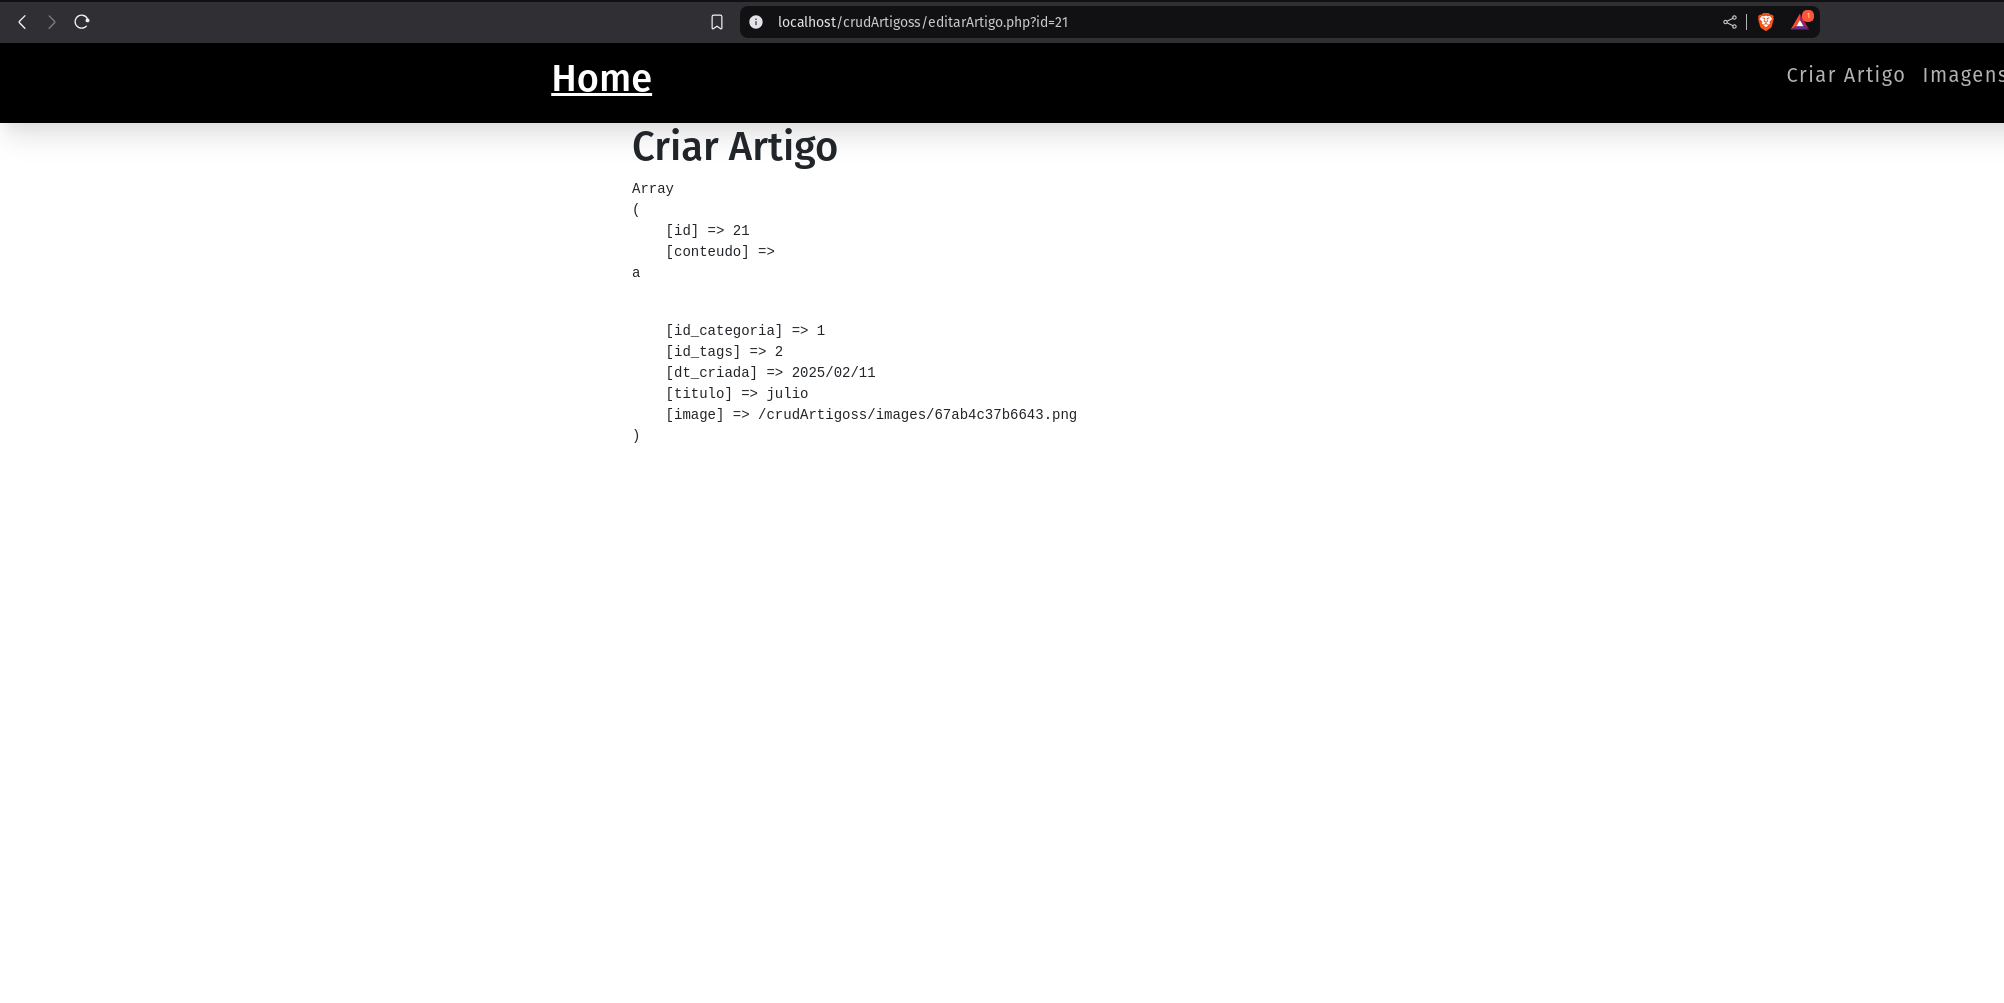 localhost/crudArtigoss/editarArtigo.php?id=21
1
Home
Criar Artigo
Imagens
Criar Artigo
Array
(
    [id] => 21
    [conteudo] =>
a
    [id_categoria] => 1
    [id_tags] => 2
    [dt_criada] => 2025/02/11
    [titulo] => julio
    [image] => /crudArtigoss/images/67ab4c37b6643.png
)